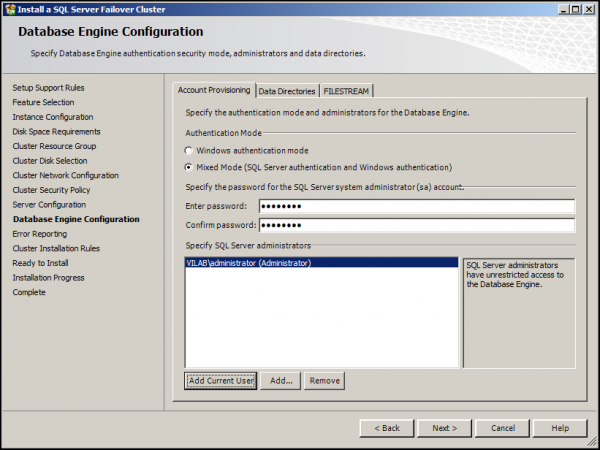 Install a SQL Server Failover Cluster
Database Engine Configuration
Specify Database Engine authentication security mode, administrators and data directories.
Setup Support Rules
Feature Selection
Instance Configuration
Disk Space Requirements
Cluster Resource Group
Cluster Disk Selection
Cluster Network Configuration
Cluster Security Policy
Server Configuration
Database Engine Configuration
Error Reporting
Cluster Installation Rules
Ready to Install
Installation Progress
Complete
Account Provisioning Data Directories FILESTREAM
Specify the authentication mode and administrators for the Database Engine.
Authentication Mode
Windows authentication mode
Mixed Mode (SQL Server authentication and Windows authentication)
Specify the password for the SQL Server system administrator (sa) account.
Enter password: ●●●●●●●●
Confirm password: ●●●●●●●●
Specify SQL Server administrators
VILAB\administrator (Administrator)
SQL Server administrators
have unrestricted access to
the Database Engine.
Add Current User Add... Remove
< Back Next > Cancel Help